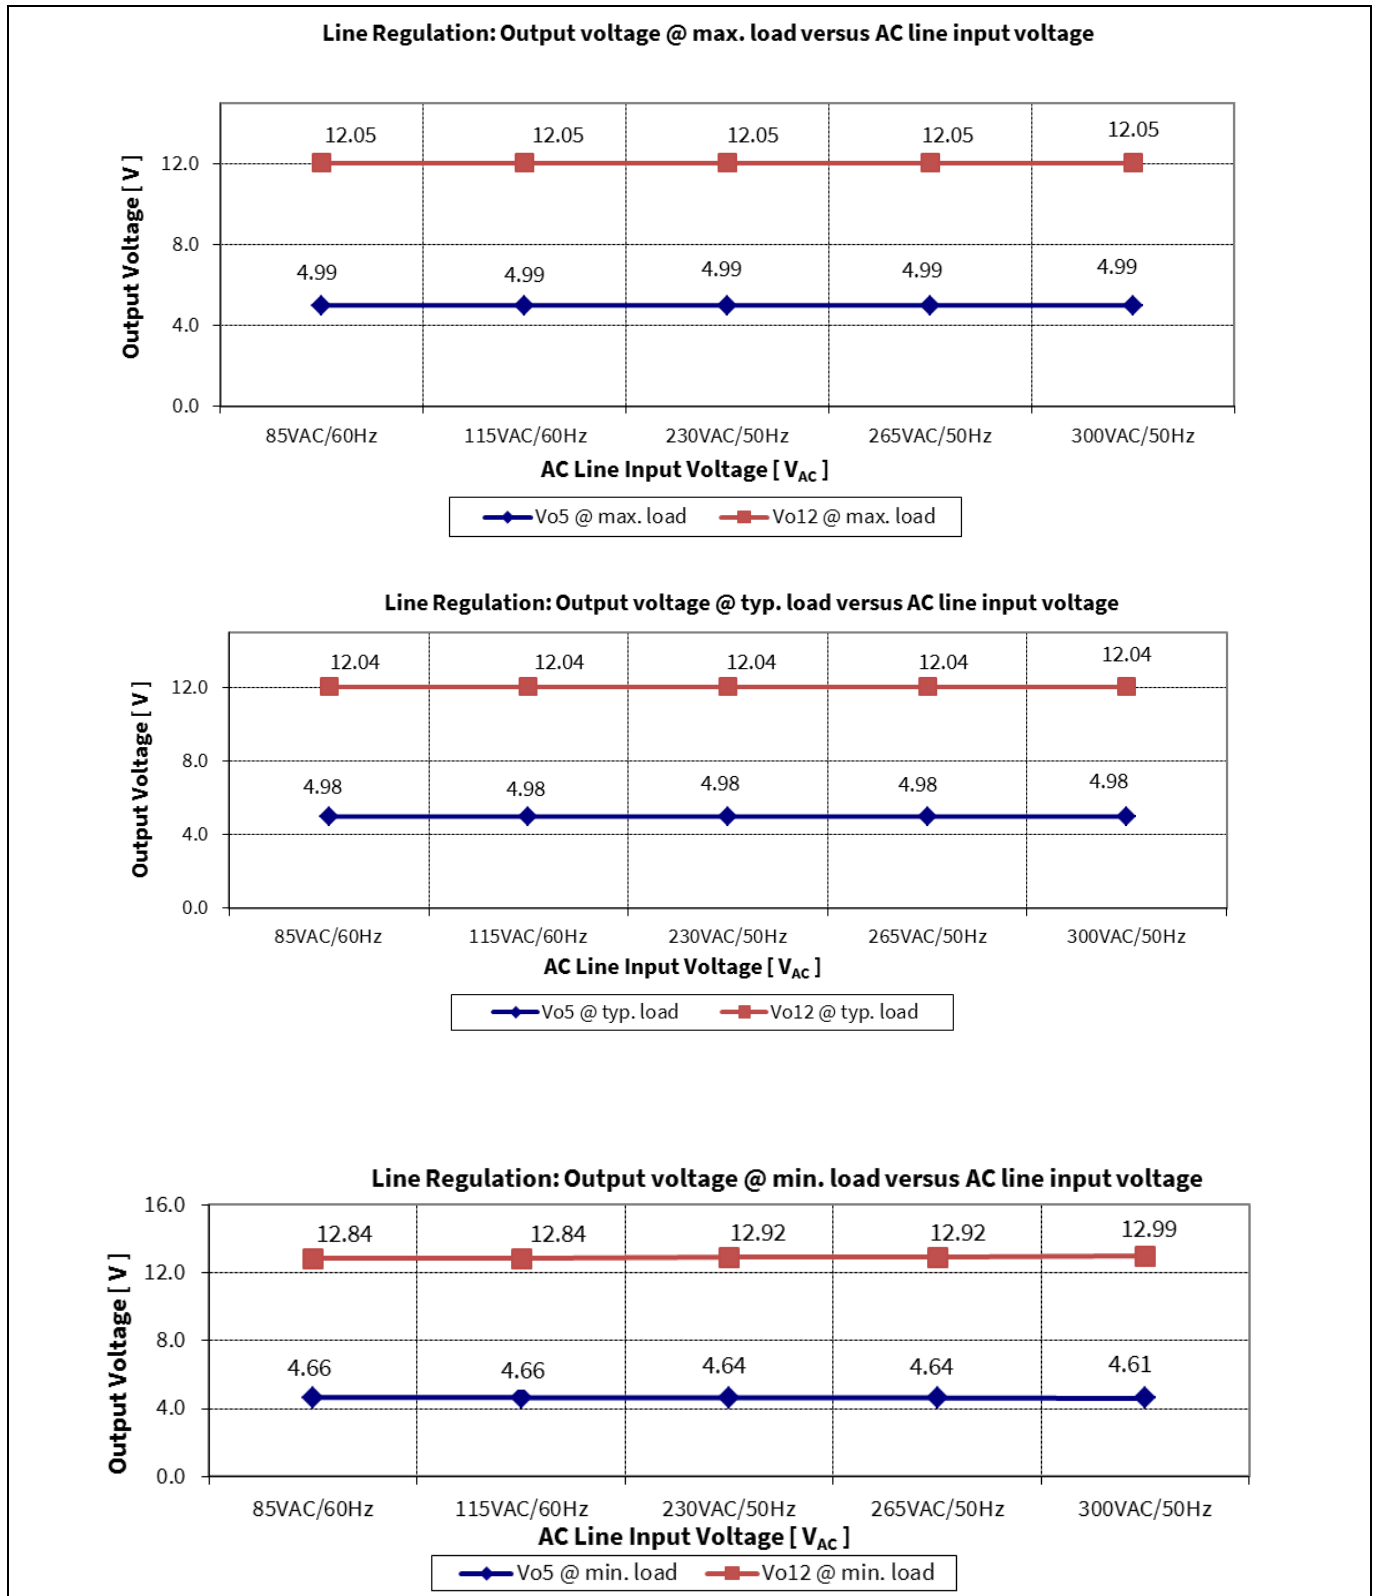 Line Regulation: Output voltage @ max. load versus AC line input voltage
Output Voltage [ V ]
12.05 12.05 12.05 12.05 12.05
12.0
8.0
4.99 4.99 4.99 4.99 4.99
4.0
0.0
85VAC/60Hz 115VAC/60Hz 230VAC/50Hz 265VAC/50Hz 300VAC/50Hz
AC Line Input Voltage [ VAC ]
Vo5 @ max. load Vo12 @ max. load
Line Regulation: Output voltage @ typ. load versus AC line input voltage
Output Voltage [ V ]
12.04 12.04 12.04 12.04 12.04
12.0
8.0
4.98 4.98 4.98 4.98 4.98
4.0
0.0
85VAC/60Hz 115VAC/60Hz 230VAC/50Hz 265VAC/50Hz 300VAC/50Hz
AC Line Input Voltage [ VAC ]
Vo5 @ typ. load Vo12 @ typ. load
Line Regulation: Output voltage @ min. load versus AC line input voltage
Output Voltage [ V ]
16.0
12.84 12.84 12.92 12.92 12.99
12.0
8.0
4.66 4.66 4.64 4.64 4.61
4.0
0.0
85VAC/60Hz 115VAC/60Hz 230VAC/50Hz 265VAC/50Hz 300VAC/50Hz
AC Line Input Voltage [ VAC ]
Vo5 @ min. load Vo12 @ min. load